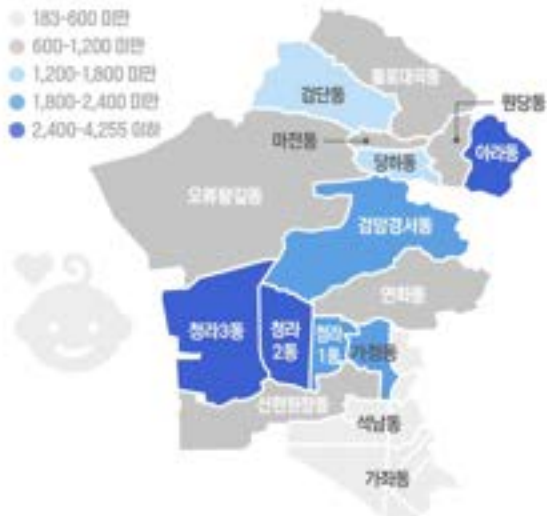 183-600 미만
600-1,200 미만
1,200-1,800 미만
1,800-2,400 미만
2,400-4,255 이하
불로대곡동
검단동
원당동
마전동
아라동
당하동
오류왕길동
검암경서동
연희동
청라3동
청라
2동
청라
1동
가정동
신현원창동
석남동
가좌동